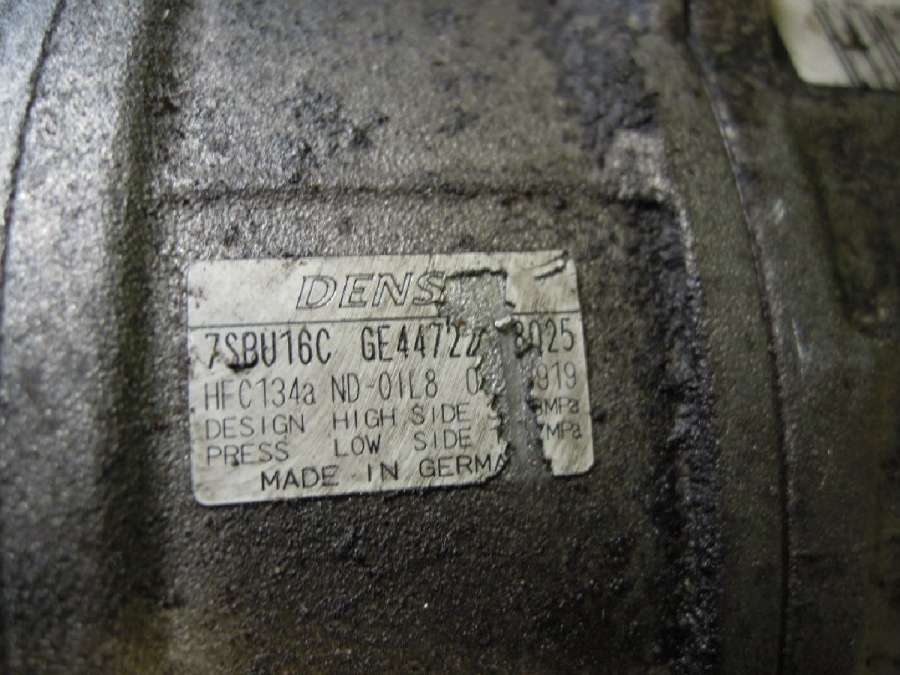 DENS
7SBU16C GE44722 8025
HFC134a ND-OIL8 0 919
DESIGN HIGH SIDE MPa
PRESS LOW SIDE MPa
MADE IN GERMA